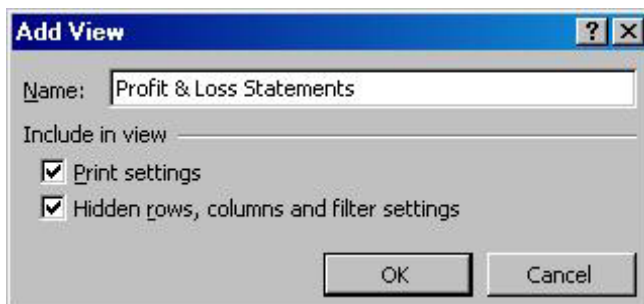 Add View
Name: Profit & Loss Statements
Include in view
Print settings
Hidden rows, columns and filter settings
OK Cancel